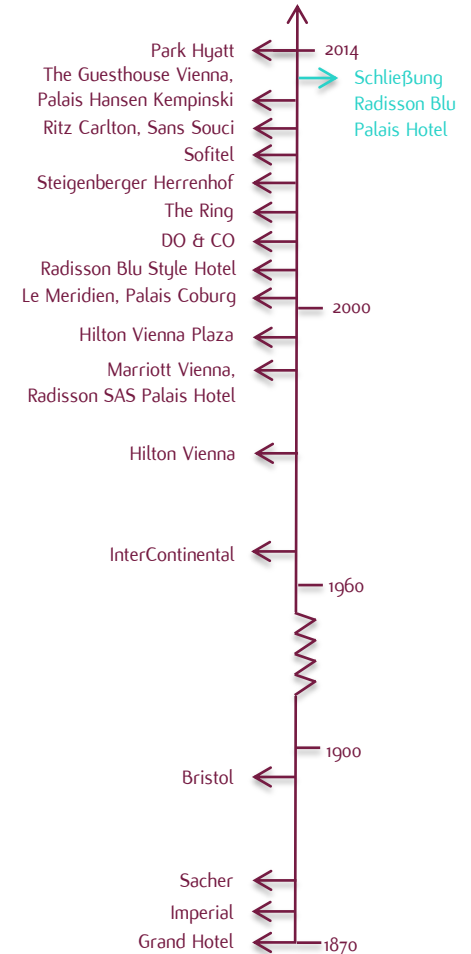 Park Hyatt
2014
The Guesthouse Vienna,
Palais Hansen Kempinski
Schließung
Radisson Blu
Palais Hotel
Ritz Carlton, Sans Souci
Sofitel
Steigenberger Herrenhof
The Ring
DO & CO
Radisson Blu Style Hotel
Le Meridien, Palais Coburg
2000
Hilton Vienna Plaza
Marriott Vienna,
Radisson SAS Palais Hotel
Hilton Vienna
InterContinental
1960
1900
Bristol
Sacher
Imperial
Grand Hotel
1870